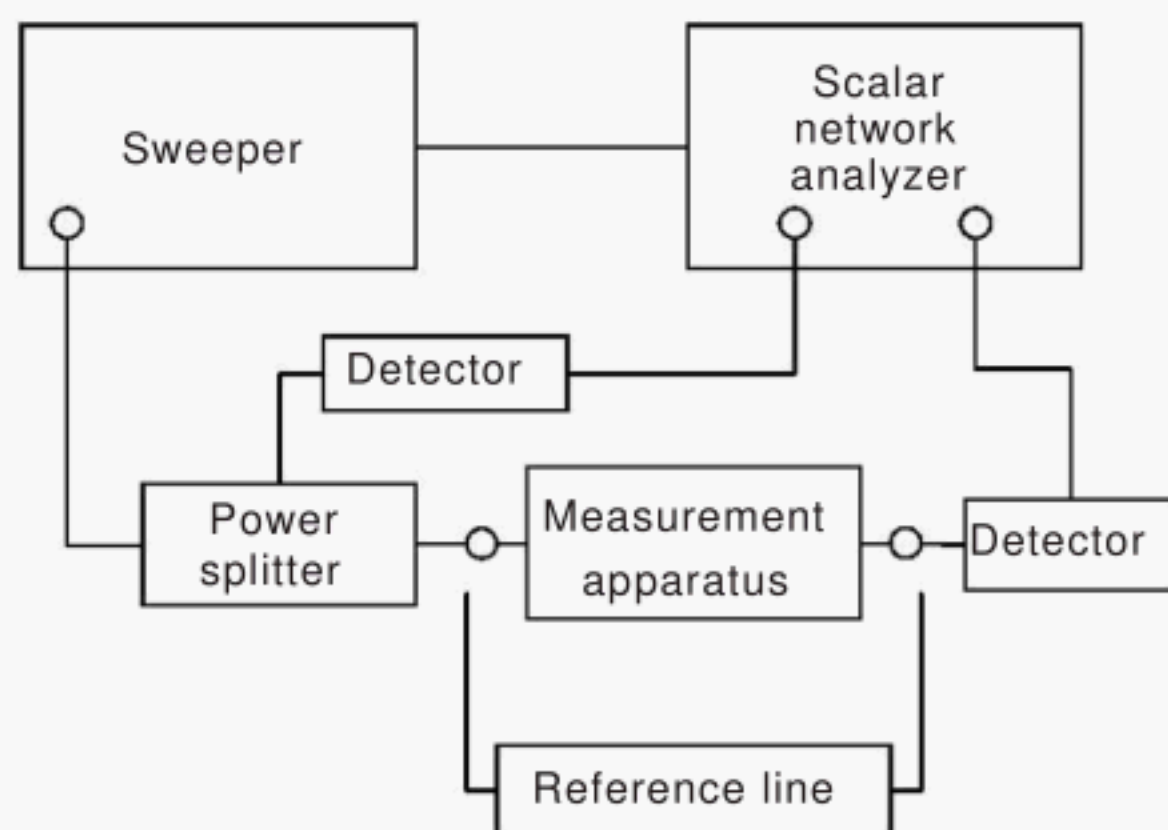 Sweeper
Scalar
network
analyzer
Detector
Power
splitter
Measurement
apparatus
Detector
Reference line